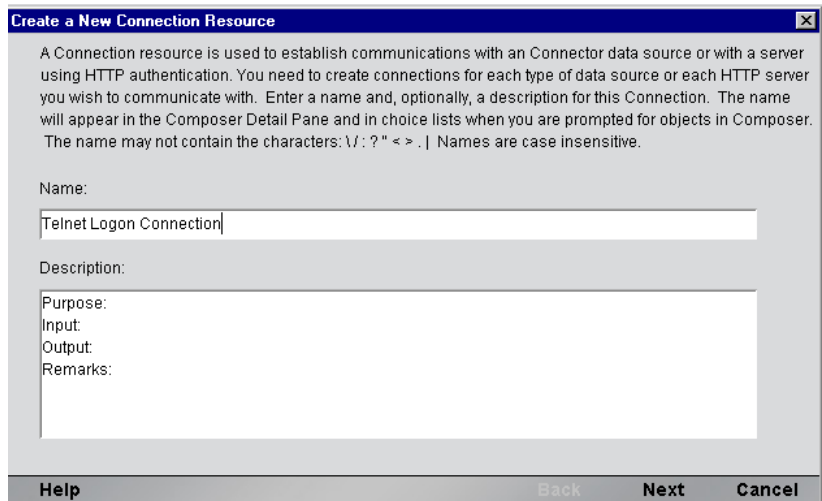 Create a New Connection Resource
A Connection resource is used to establish communications with an Connector data source or with a server
using HTTP authentication. You need to create connections for each type of data source or each HTTP server
you wish to communicate with. Enter a name and, optionally, a description for this Connection. The name
will appear in the Composer Detail Pane and in choice lists when you are prompted for objects in Composer.
The name may not contain the characters: \ / : ? " < > . | Names are case insensitive.
Name:
Telnet Logon Connection
Description:
Purpose:
Input:
Output:
Remarks:
Help Back Next Cancel